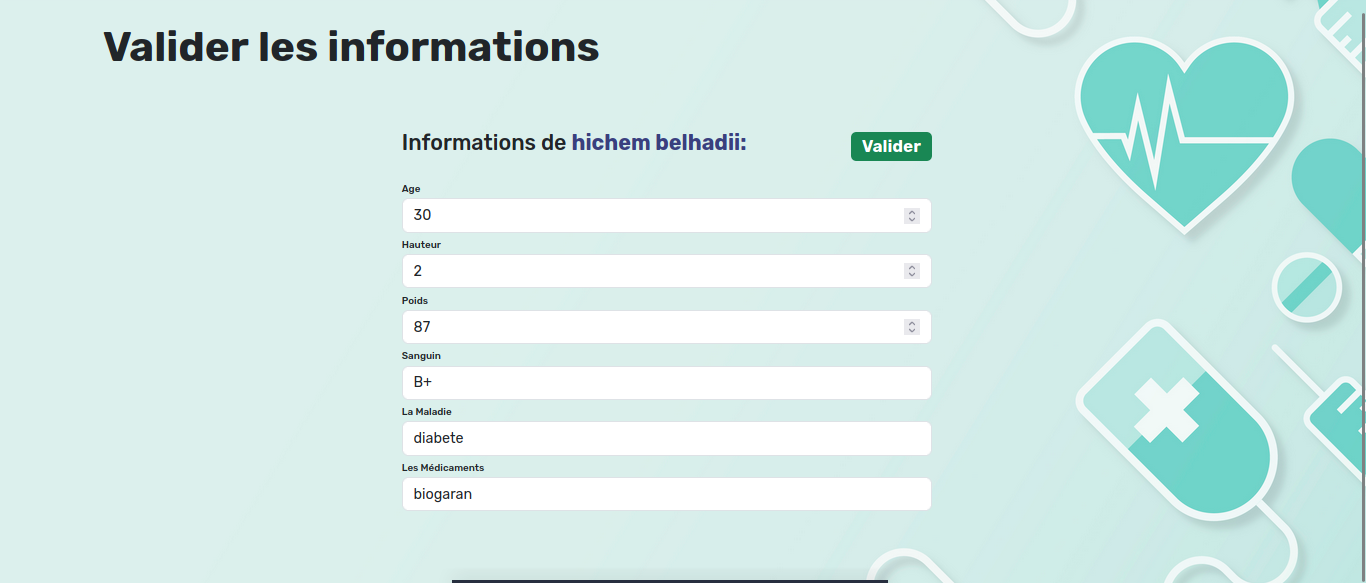 Valider les informations
Informations de hichem belhadii:
Valider
Age
30
Hauteur
2
Poids
87
Sanguin
B+
La Maladie
diabete
Les Médicaments
biogaran